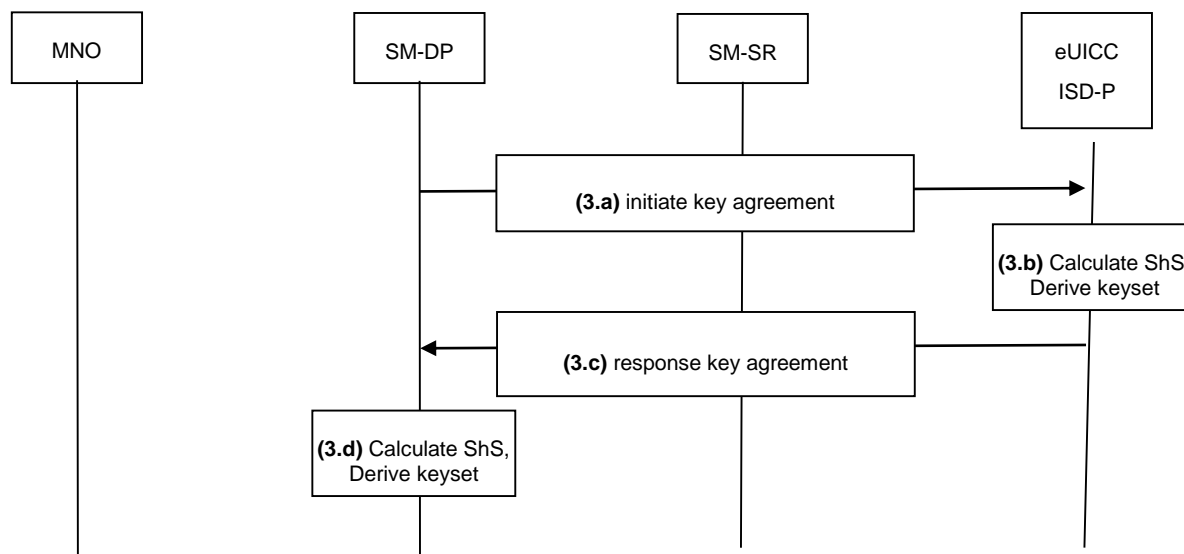 MNO
SM-DP
SM-SR
eUICC
ISD-P
(3.a) initiate key agreement
(3.b) Calculate ShS
Derive keyset
(3.c) response key agreement
(3.d) Calculate ShS,
Derive keyset